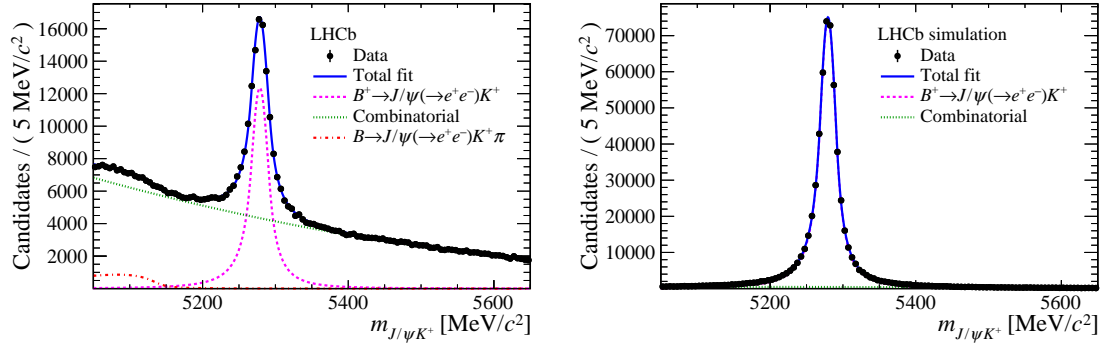 LHCb
Data
Total fit
B⁺→J/ψ(→e⁺e⁻)K⁺
Combinatorial
B→J/ψ(→e⁺e⁻)K⁺π
Candidates / ( 5 MeV/c²)
16000
14000
12000
10000
8000
6000
4000
2000
5200
5400
5600
m_{J/ψK⁺} [MeV/c²]
LHCb simulation
Data
Total fit
B⁺→J/ψ(→e⁺e⁻)K⁺
Combinatorial
Candidates / ( 5 MeV/c²)
70000
60000
50000
40000
30000
20000
10000
5200
5400
5600
m_{J/ψK⁺} [MeV/c²]